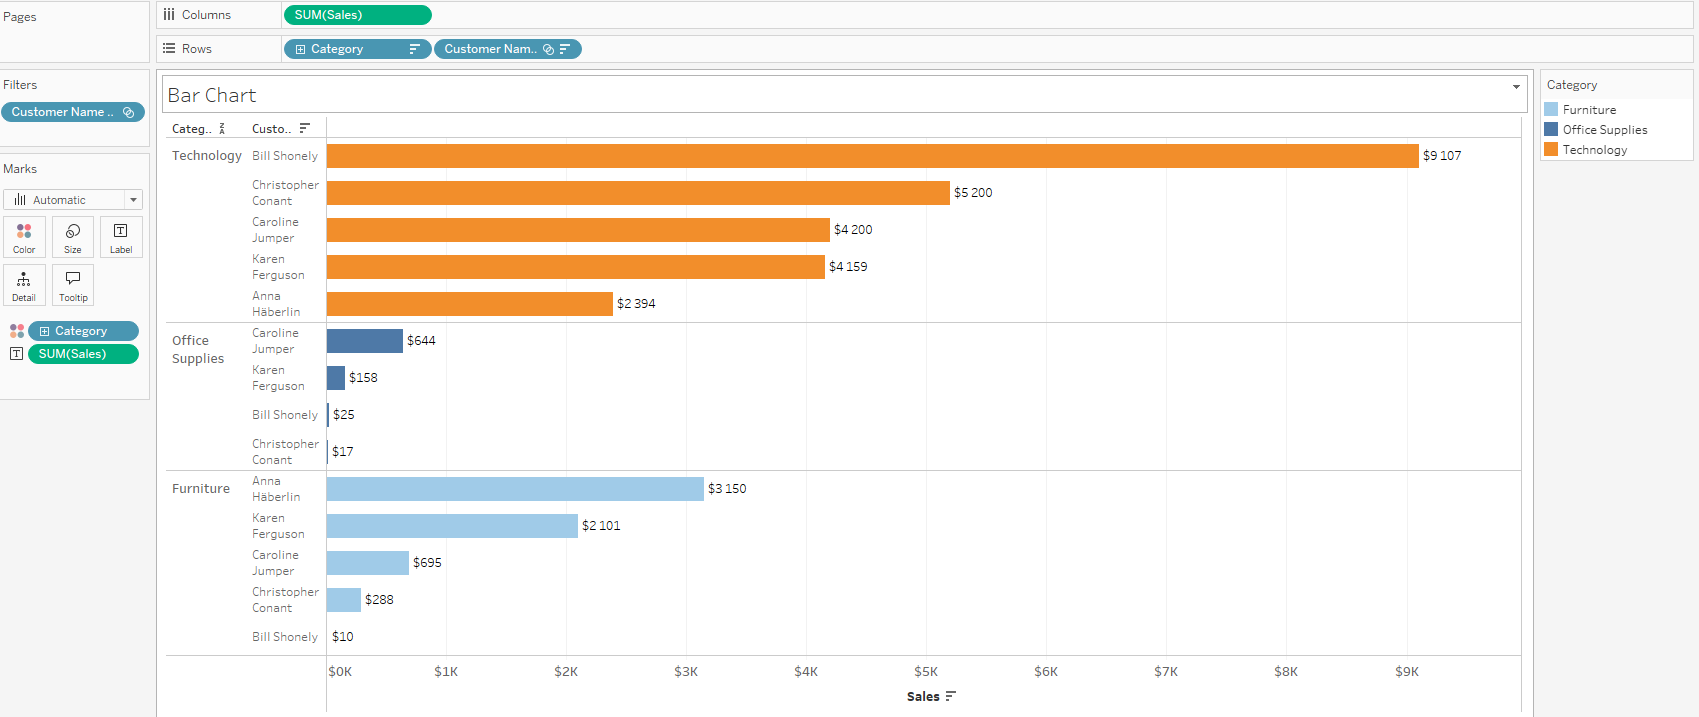 Pages
Columns
SUM(Sales)
Rows
Category
Customer Nam..
Filters
Customer Name ..
Marks
Automatic
Color
Size
Label
Detail
Tooltip
Category
SUM(Sales)
Bar Chart
Categ..
Custo..
Technology
Bill Shonely
$9 107
Christopher
Conant
$5 200
Caroline
Jumper
$4 200
Karen
Ferguson
$4 159
Anna
Häberlin
$2 394
Office
Supplies
Caroline
Jumper
$644
Karen
Ferguson
$158
Bill Shonely
$25
Christopher
Conant
$17
Furniture
Anna
Häberlin
$3 150
Karen
Ferguson
$2 101
Caroline
Jumper
$695
Christopher
Conant
$288
Bill Shonely
$10
$0K $1K $2K $3K $4K $5K $6K $7K $8K $9K
Sales
Category
Furniture
Office Supplies
Technology